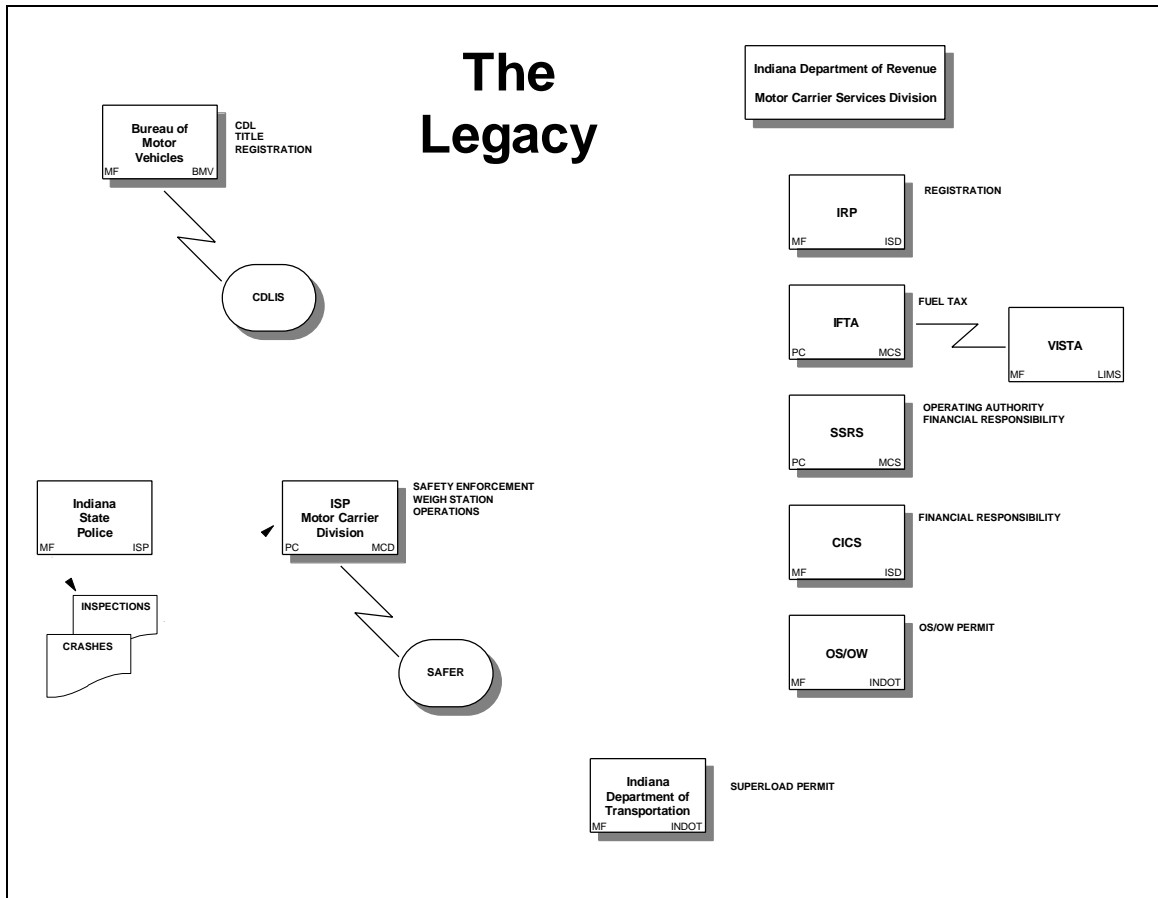 The
Legacy
Indiana Department of Revenue
Motor Carrier Services Division
Bureau of
Motor
Vehicles
MF BMV
CDL
TITLE
REGISTRATION
CDLIS
IRP
MF ISD
REGISTRATION
IFTA
PC MCS
FUEL TAX
VISTA
MF LIMS
SSRS
PC MCS
OPERATING AUTHORITY
FINANCIAL RESPONSIBILITY
Indiana
State
Police
MF ISP
INSPECTIONS
CRASHES
ISP
Motor Carrier
Division
PC MCD
SAFETY ENFORCEMENT
WEIGH STATION
OPERATIONS
SAFER
CICS
MF ISD
FINANCIAL RESPONSIBILITY
OS/OW
MF INDOT
OS/OW PERMIT
Indiana
Department of
Transportation
MF INDOT
SUPERLOAD PERMIT